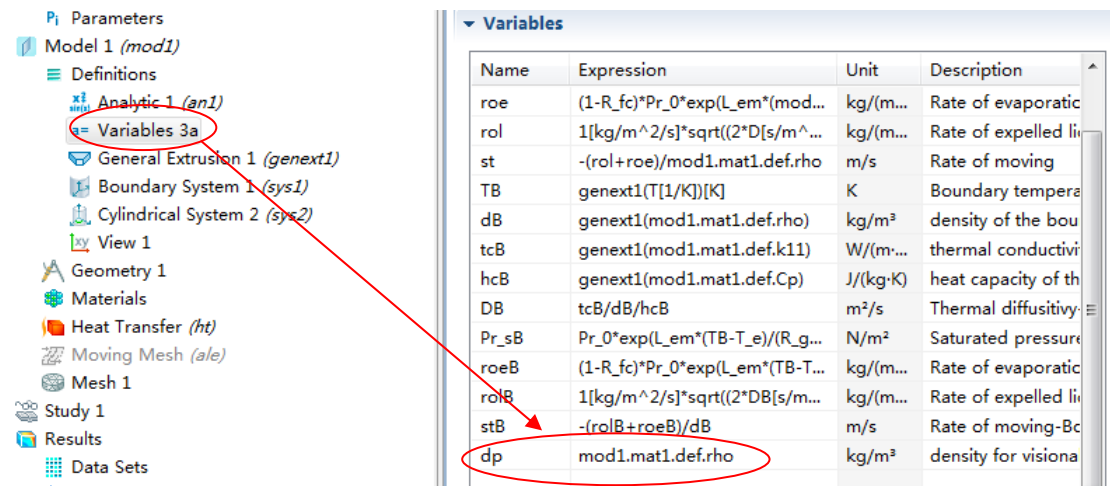 Pi Parameters
Model 1 (mod1)
Definitions
Analytic 1 (an1)
a= Variables 3a
General Extrusion 1 (genext1)
Boundary System 1 (sys1)
Cylindrical System 2 (sys2)
xy View 1
Geometry 1
Materials
Heat Transfer (ht)
Moving Mesh (ale)
Mesh 1
Study 1
Results
Data Sets
Variables
Name Expression Unit Description
roe (1-R_fc)*Pr_0*exp(L_em*(mod... kg/(m... Rate of evaporatic
rol 1[kg/m^2/s]*sqrt((2*D[s/m^... kg/(m... Rate of expelled li
st -(rol+roe)/mod1.mat1.def.rho m/s Rate of moving
TB genext1(T[1/K])[K] K Boundary tempera
dB genext1(mod1.mat1.def.rho) kg/m³ density of the bou
tcB genext1(mod1.mat1.def.k11) W/(m·... thermal conductivi
hcB genext1(mod1.mat1.def.Cp) J/(kg·K) heat capacity of th
DB tcB/dB/hcB m²/s Thermal diffusitivy-
Pr_sB Pr_0*exp(L_em*(TB-T_e)/(R_g... N/m² Saturated pressure
roeB (1-R_fc)*Pr_0*exp(L_em*(TB-T... kg/(m... Rate of evaporatic
rolB 1[kg/m^2/s]*sqrt((2*DB[s/m... kg/(m... Rate of expelled li
stB -(rolB+roeB)/dB m/s Rate of moving-Bc
dp mod1.mat1.def.rho kg/m³ density for visiona